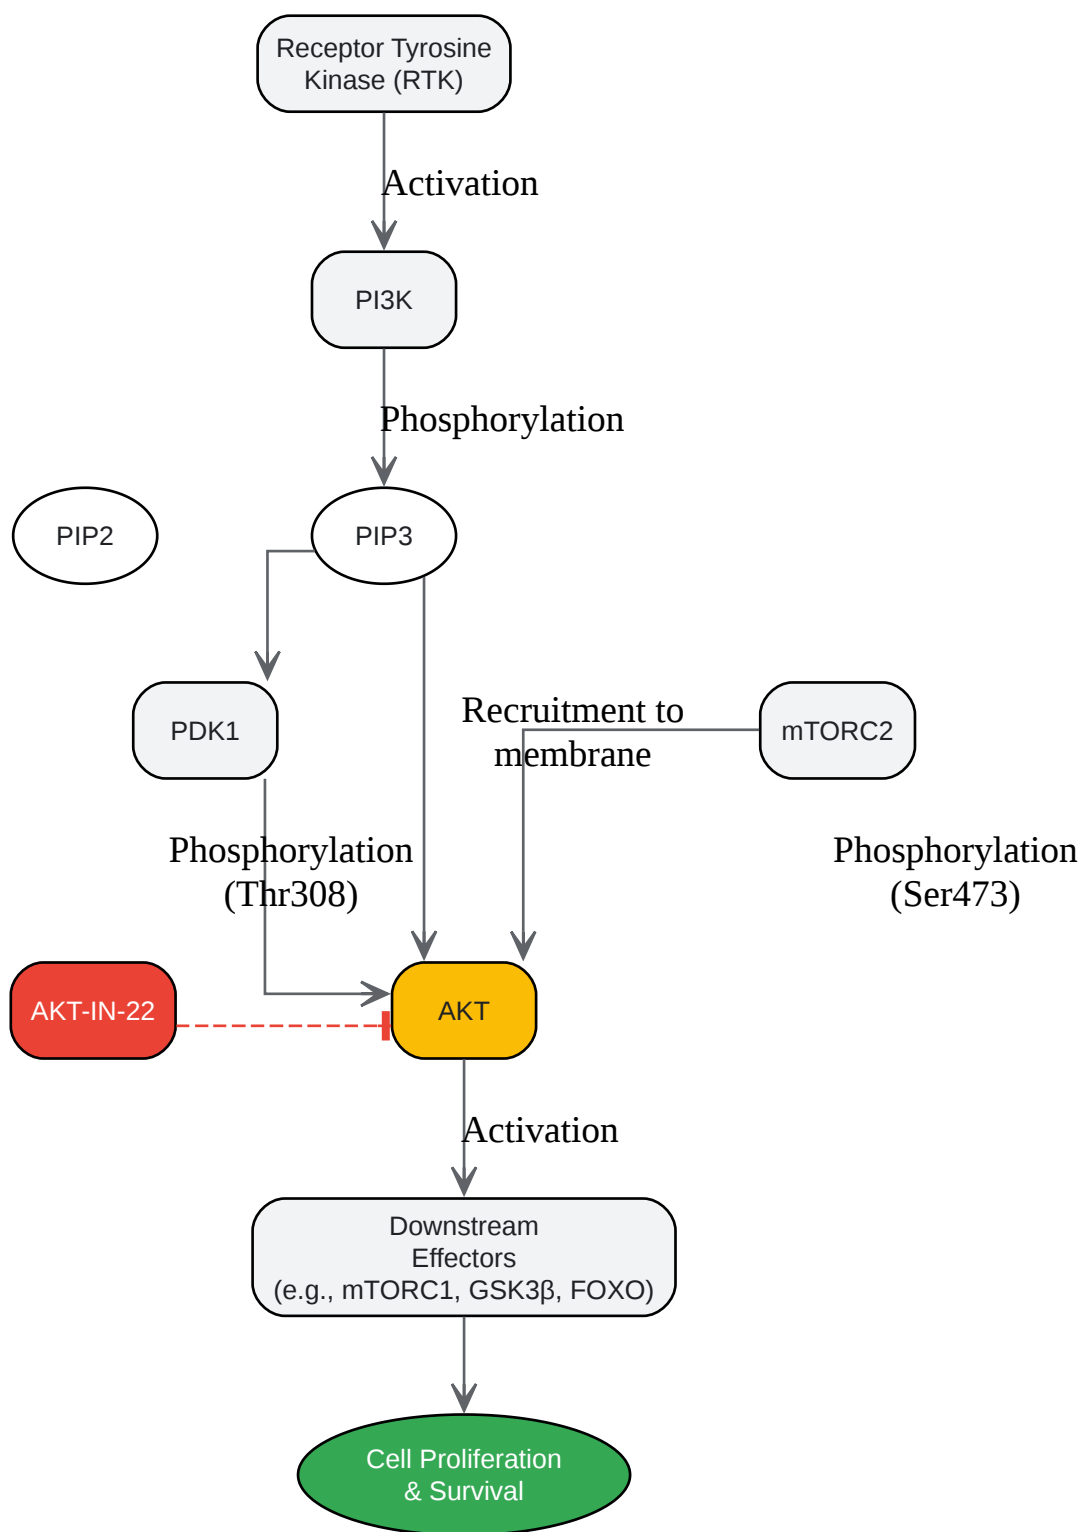 Receptor Tyrosine
Kinase (RTK)
Activation
PI3K
Phosphorylation
PIP2
PIP3
Recruitment to
membrane
PDK1
mTORC2
Phosphorylation
(Thr308)
Phosphorylation
(Ser473)
AKT-IN-22
AKT
Activation
Downstream
Effectors
(e.g., mTORC1, GSK3β, FOXO)
Cell Proliferation
& Survival